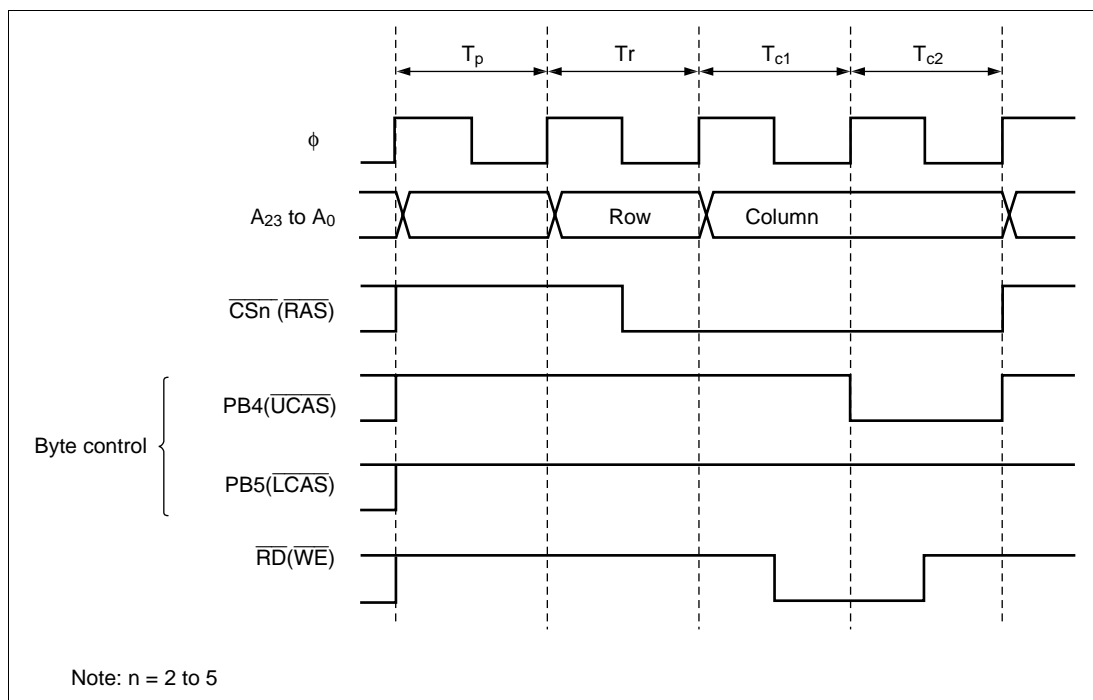 Tp Tr Tc1 Tc2
ϕ
A23 to A0 Row Column
CSn (RAS)
PB4(UCAS)
Byte control
PB5(LCAS)
RD(WE)
Note: n = 2 to 5